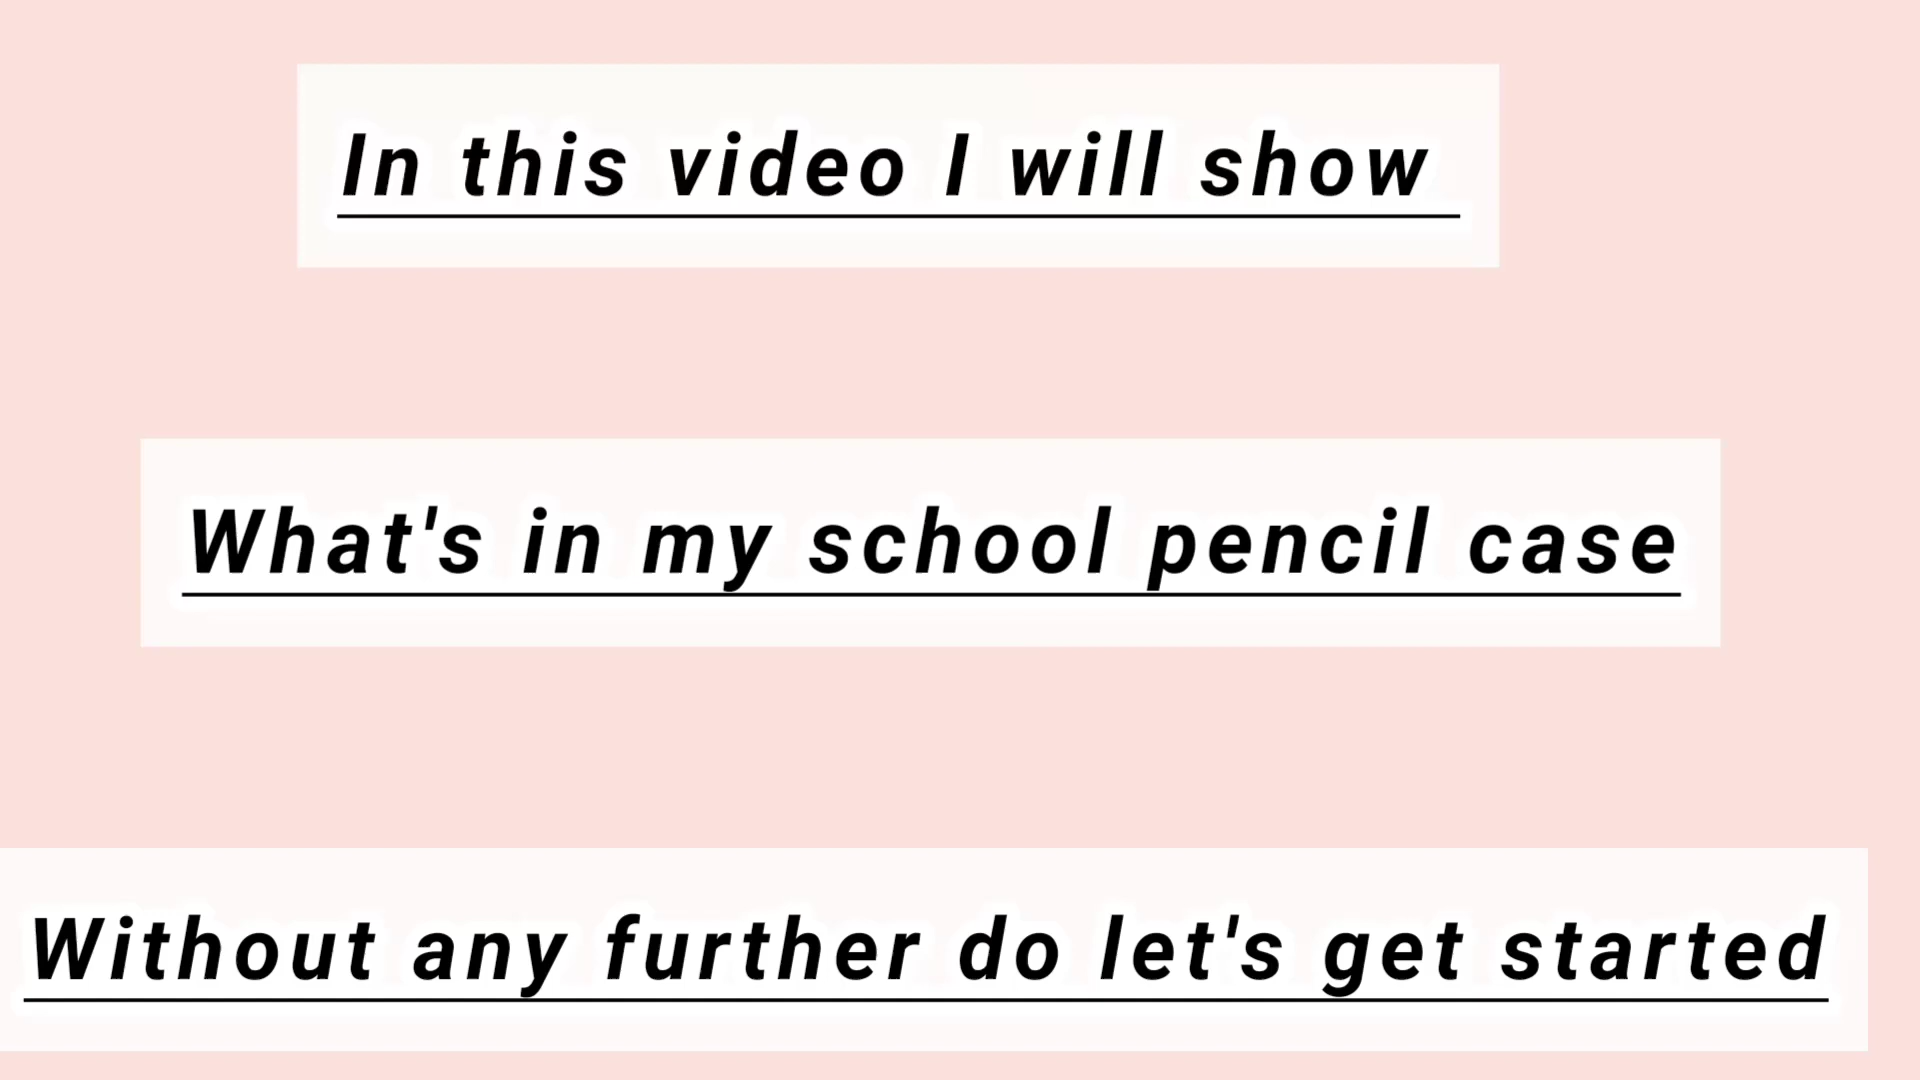 In this video I will show
What's in my school pencil case
Without any further do let's get started